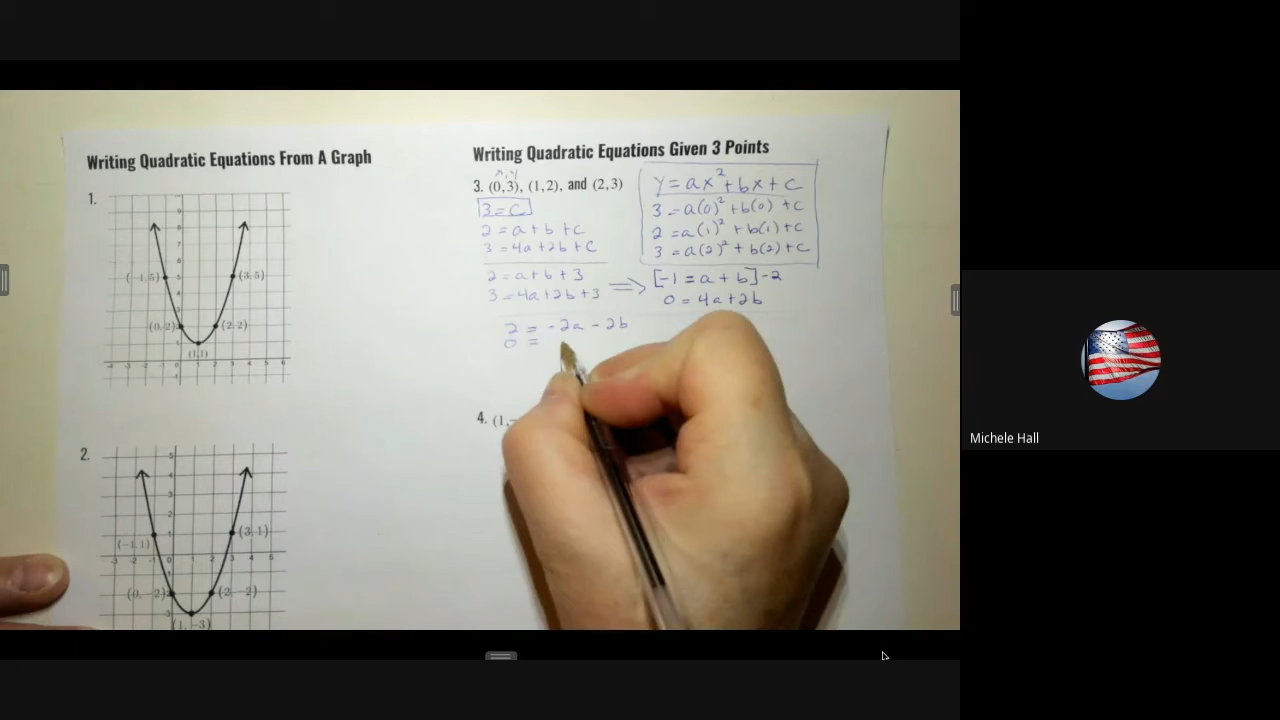 Writing Quadratic Equations From A Graph
1.
(-1,5)
(3,5)
(0,2)
(2,2)
(1,1)
2.
(-1,1)
(3,1)
(0,-2)
(2,-2)
(1,-3)
Writing Quadratic Equations Given 3 Points
x,y
3. (0,3), (1,2), and (2,3)
3=C
2 = a+b+C
3 = 4a+2b+C
2 = a+b+3
3 = 4a+2b+3 ⟹
y = ax²+bx+c
3 = a(0)²+b(0)+C
2 = a(1)²+b(1)+C
3 = a(2)²+b(2)+C
[-1 = a+b]-2
0 = 4a+2b
2 = -2a-2b
0 =
4. (1,-
Michele Hall